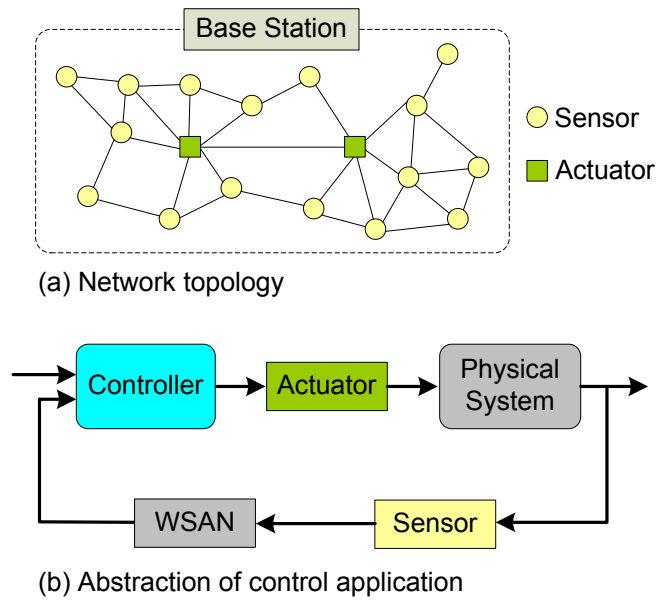 Base Station
Sensor
Actuator
(a) Network topology
Controller
Actuator
Physical
System
WSAN
Sensor
(b) Abstraction of control application